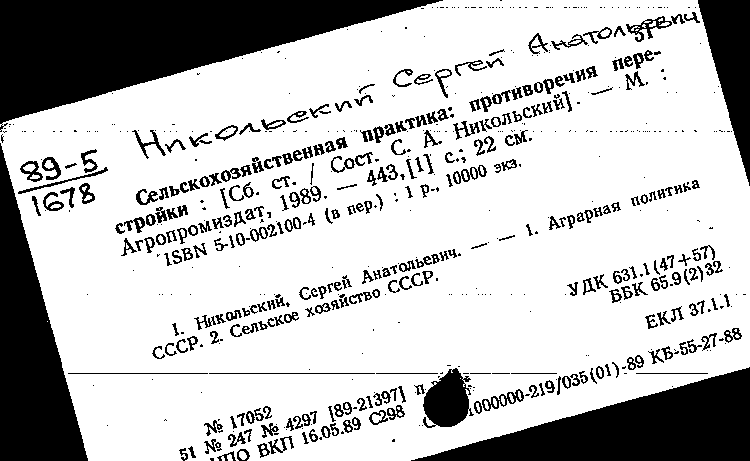 Никольский Сергей Анатольевич
51
89-5
1678
Сельскохозяйственная практика: противоречия пере-
стройки : [Сб. ст. / Сост. С. А. Никольский]. — М. :
Агропромиздат, 1989. — 443,[1] с.; 22 см.
ISBN 5-10-002100-4 (в пер.) : 1 р., 10000 экз.
1. Никольский, Сергей Анатольевич. — — 1. Аграрная политика
СССР. 2. Сельское хозяйство СССР.
УДК 631.1(47+57)
ББК 65.9(2)32
ЕКЛ 37.1.1
№ 17052
51 № 247 № 4297 [89-21397] п
НПО ВКП 16.05.89 С298
1000000-219/035(01)-89 КБ-55-27-88